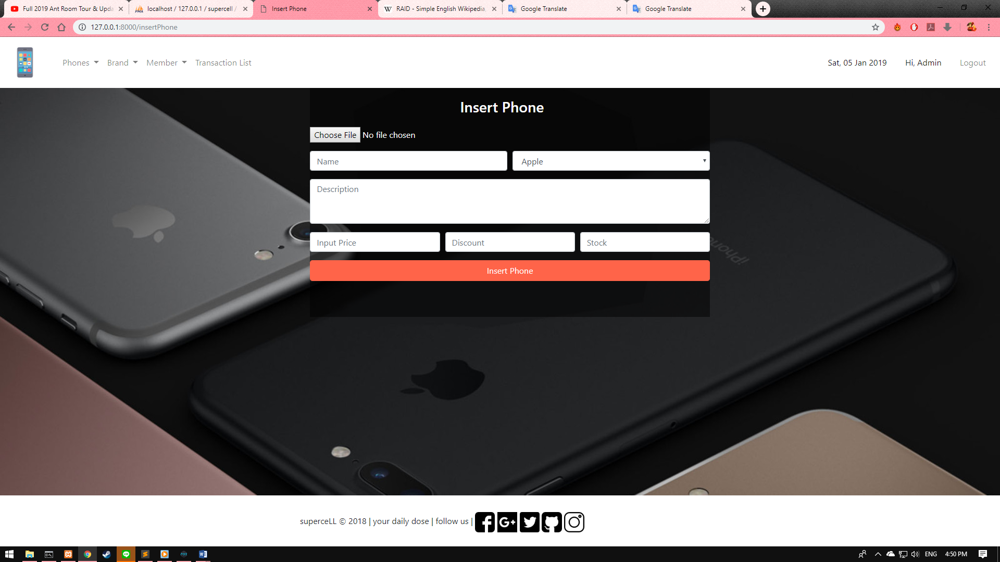 Full 2019 Ant Room Tour & Upda
localhost / 127.0.0.1 / supercell /
Insert Phone
RAID - Simple English Wikipedia,
Google Translate
Google Translate
127.0.0.1:8000/insertPhone
Phones
Brand
Member
Transaction List
Sat, 05 Jan 2019
Hi, Admin
Logout
Insert Phone
Choose File No file chosen
Name
Apple
Description
Input Price
Discount
Stock
Insert Phone
iPhone
superceLL © 2018 | your daily dose | follow us |
ENG
4:50 PM